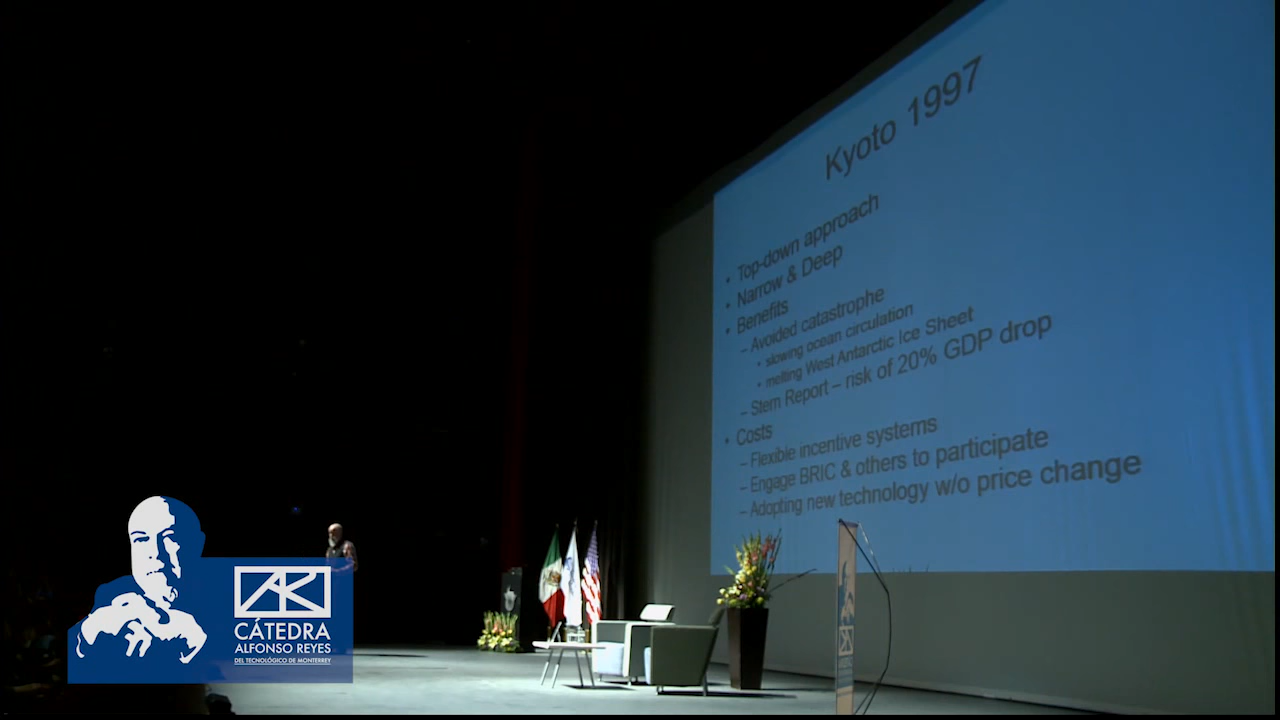 Kyoto 1997
• Top-down approach
• Narrow & Deep
• Benefits
– Avoided catastrophe
• slowing ocean circulation
• melting West Antarctic Ice Sheet
– Stern Report – risk of 20% GDP drop
• Costs
– Flexible incentive systems
– Engage BRIC & others to participate
– Adopting new technology w/o price change
AR
CÁTEDRA
ALFONSO REYES
DEL TECNOLÓGICO DE MONTERREY